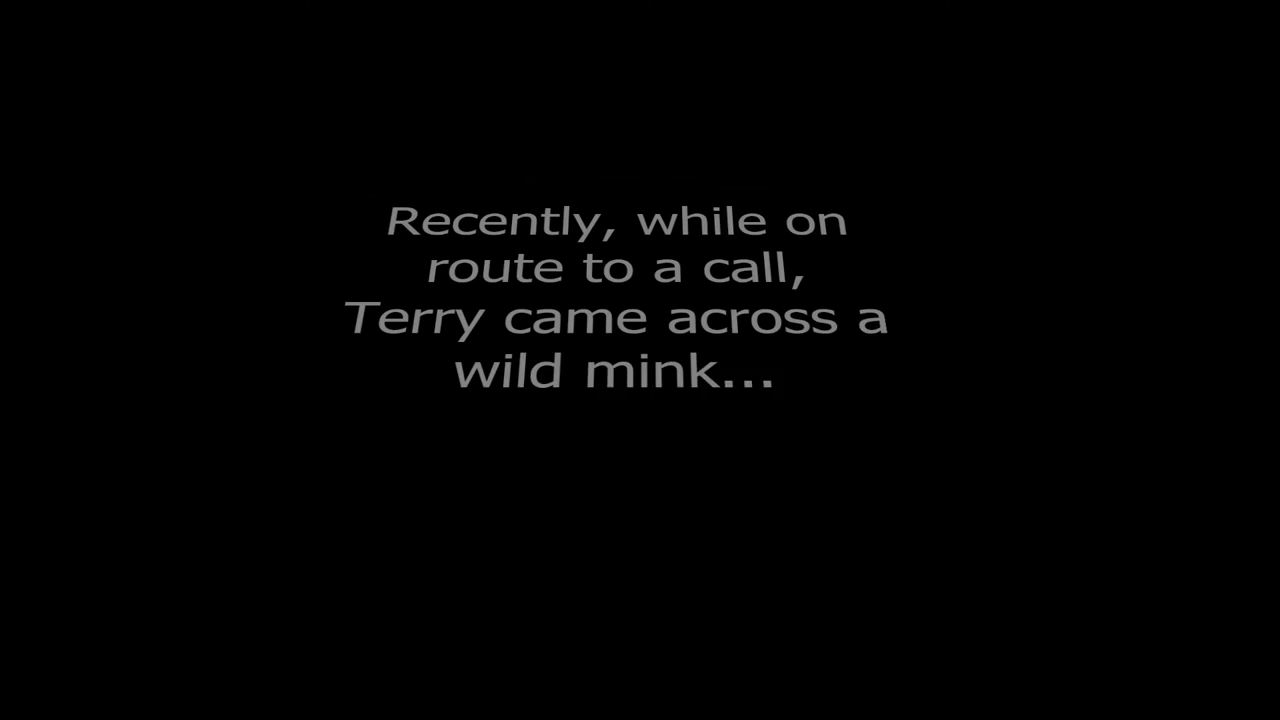 Recently, while on
route to a call,
Terry came across a
wild mink...